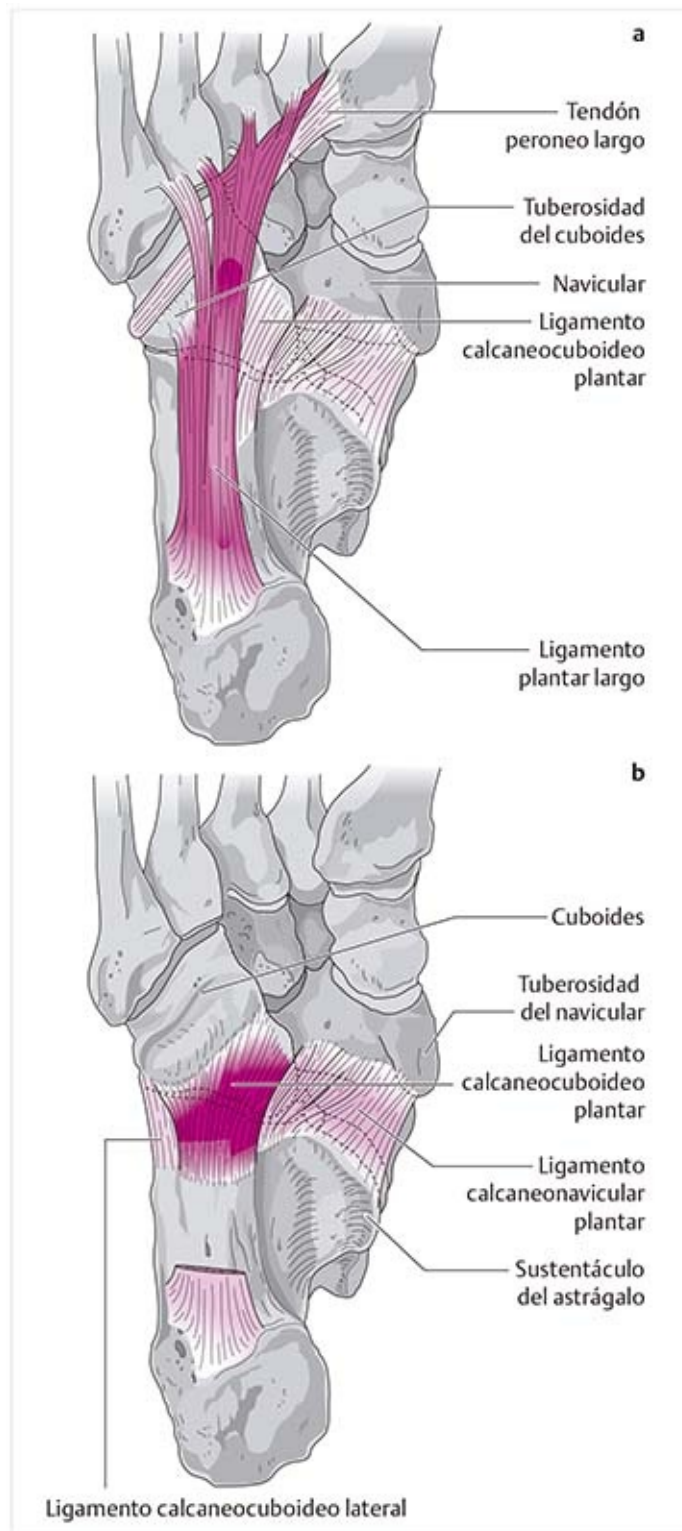 a
Tendón
peroneo largo
Tuberosidad
del cuboides
Navicular
Ligamento
calcaneocuboideo
plantar
Ligamento
plantar largo
b
Cuboides
Tuberosidad
del navicular
Ligamento
calcaneocuboideo
plantar
Ligamento
calcaneonavicular
plantar
Sustentáculo
del astrágalo
Ligamento calcaneocuboideo lateral